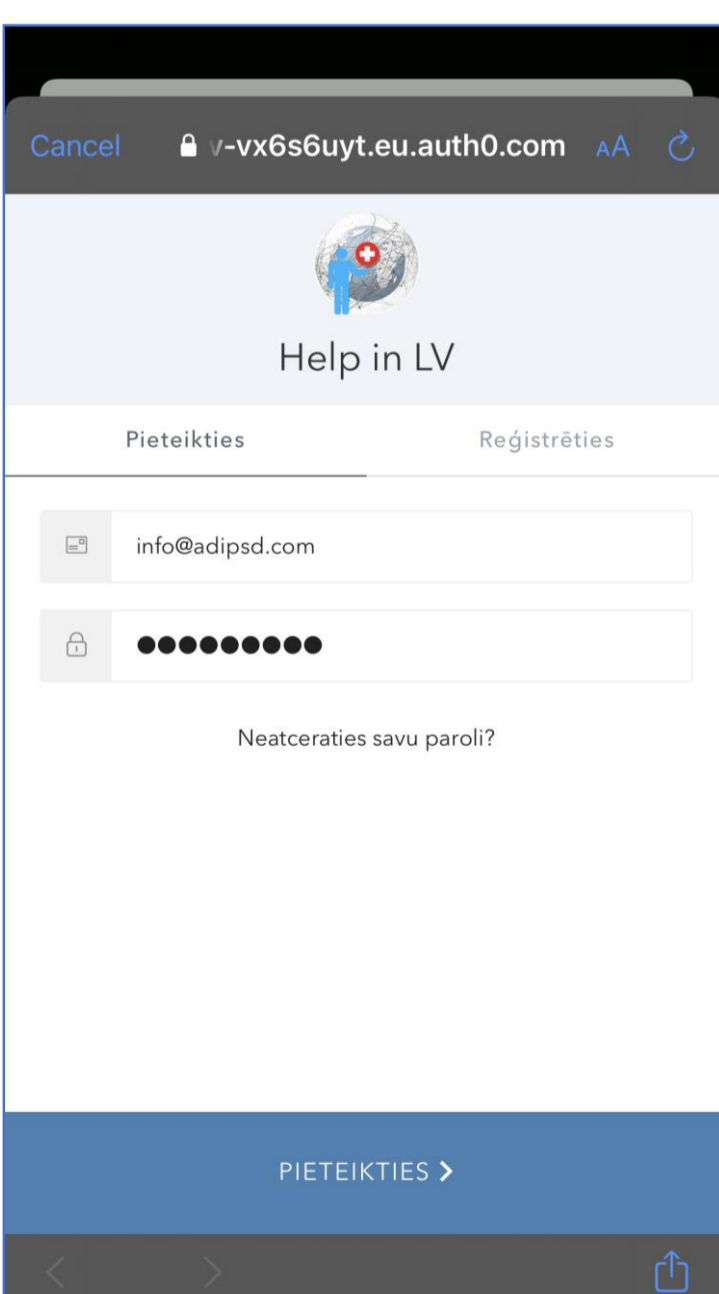 Cancel v-vx6s6uyt.eu.auth0.com AA
Help in LV
Pieteikties Reģistrēties
info@adipsd.com
●●●●●●●●●
Neatceraties savu paroli?
PIETEIKTIES